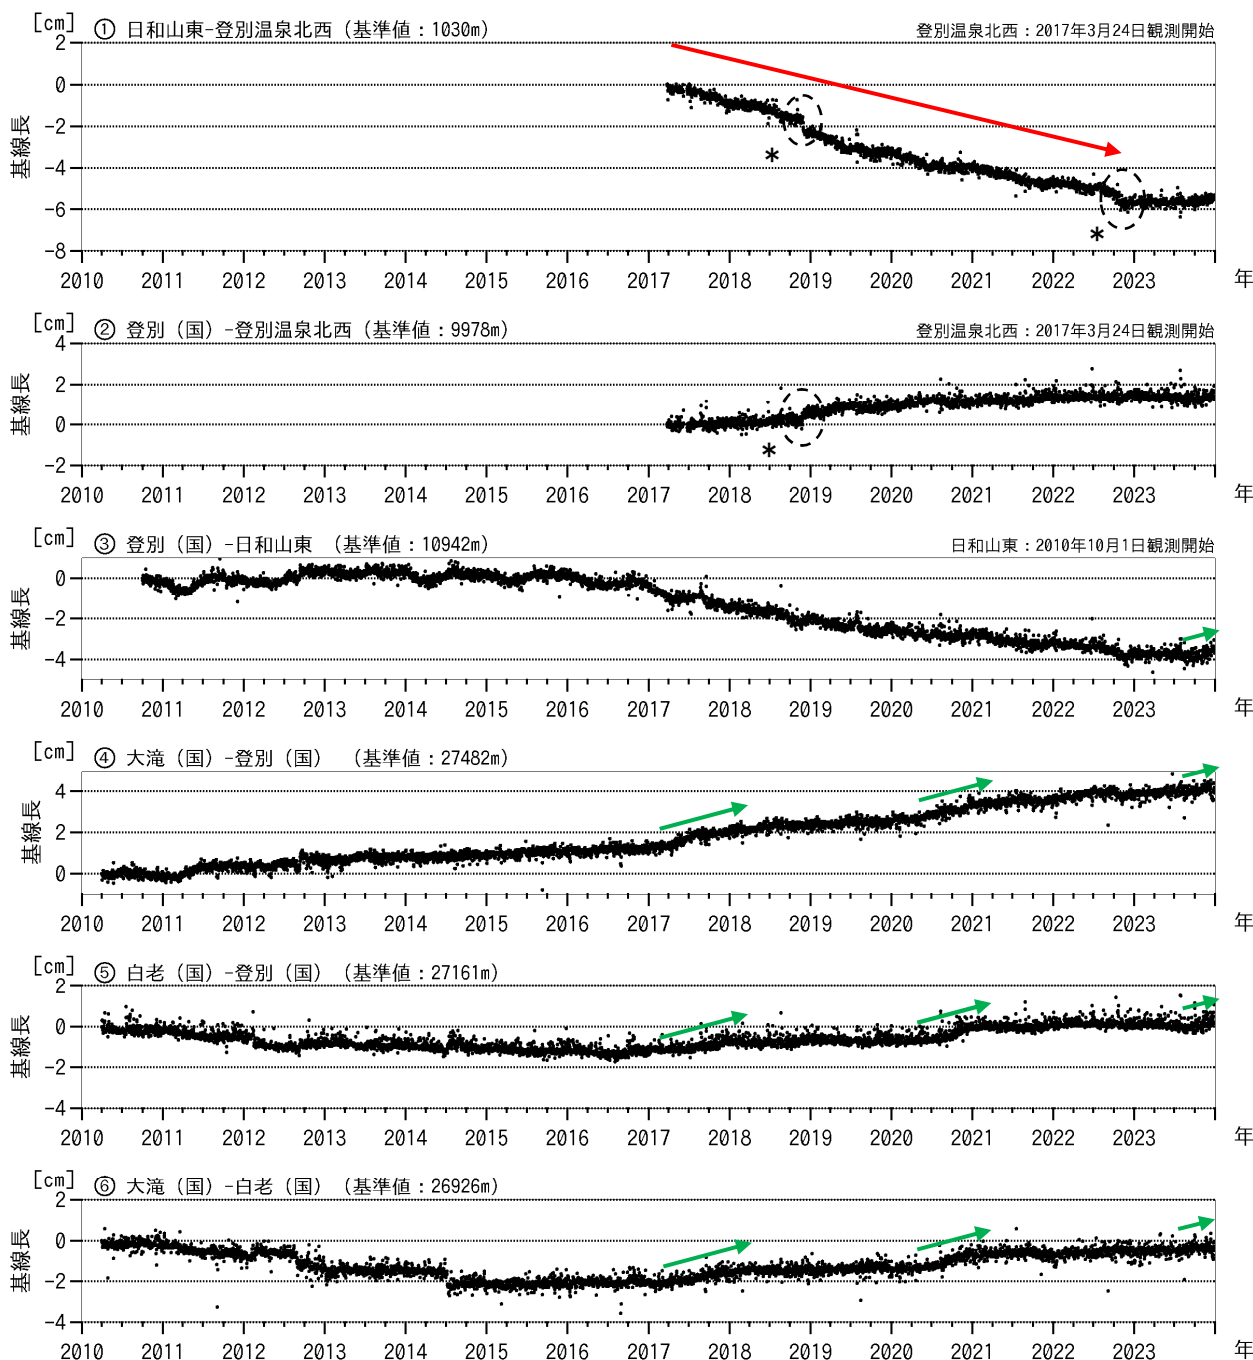 [cm] ① 日和山東-登別温泉北西（基準値：1030m） 登別温泉北西：2017年3月24日観測開始
2
0
-2
-4
-6
-8
基線長
*
*
2010 2011 2012 2013 2014 2015 2016 2017 2018 2019 2020 2021 2022 2023 年
[cm] ② 登別（国）-登別温泉北西（基準値：9978m） 登別温泉北西：2017年3月24日観測開始
4
2
0
-2
基線長
*
2010 2011 2012 2013 2014 2015 2016 2017 2018 2019 2020 2021 2022 2023 年
[cm] ③ 登別（国）-日和山東 （基準値：10942m） 日和山東：2010年10月1日観測開始
0
-2
-4
基線長
2010 2011 2012 2013 2014 2015 2016 2017 2018 2019 2020 2021 2022 2023 年
[cm] ④ 大滝（国）-登別（国） （基準値：27482m）
4
2
0
基線長
2010 2011 2012 2013 2014 2015 2016 2017 2018 2019 2020 2021 2022 2023 年
[cm] ⑤ 白老（国）-登別（国） （基準値：27161m）
2
0
-2
-4
基線長
2010 2011 2012 2013 2014 2015 2016 2017 2018 2019 2020 2021 2022 2023 年
[cm] ⑥ 大滝（国）-白老（国） （基準値：26926m）
2
0
-2
-4
基線長
2010 2011 2012 2013 2014 2015 2016 2017 2018 2019 2020 2021 2022 2023 年